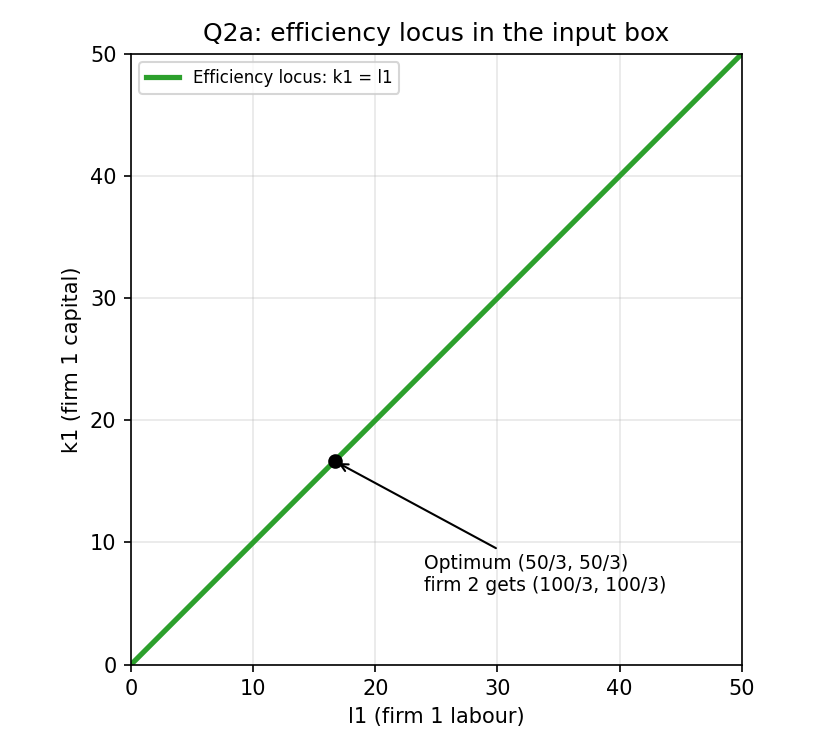 Q2a: efficiency locus in the input box
Efficiency locus: k1 = l1
50
40
30
20
10
0
k1 (firm 1 capital)
Optimum (50/3, 50/3)
firm 2 gets (100/3, 100/3)
0 10 20 30 40 50
l1 (firm 1 labour)